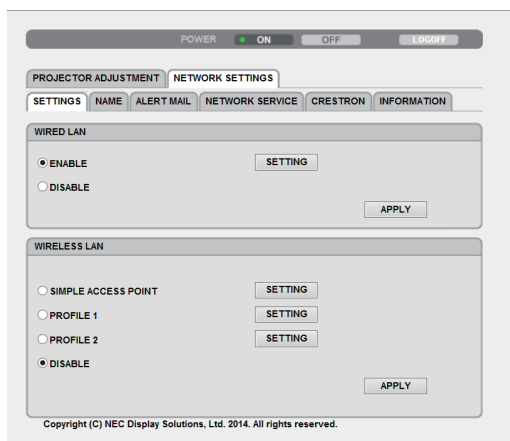 POWER ON OFF LOGOFF
PROJECTOR ADJUSTMENT NETWORK SETTINGS
SETTINGS NAME ALERT MAIL NETWORK SERVICE CRESTRON INFORMATION
WIRED LAN
ENABLE SETTING
DISABLE
APPLY
WIRELESS LAN
SIMPLE ACCESS POINT SETTING
PROFILE 1 SETTING
PROFILE 2 SETTING
DISABLE
APPLY
Copyright (C) NEC Display Solutions, Ltd. 2014. All rights reserved.